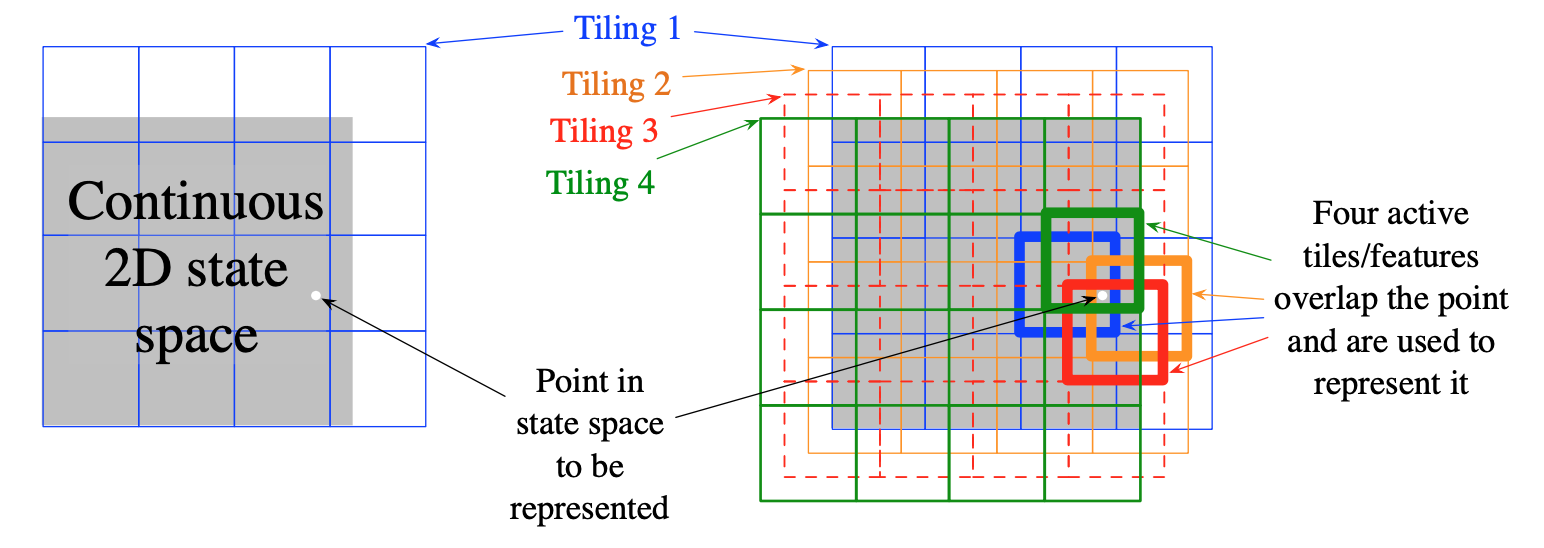 Tiling 1
Tiling 2
Tiling 3
Tiling 4
Continuous
2D state
space
Point in
state space
to be
represented
Four active
tiles/features
overlap the point
and are used to
represent it